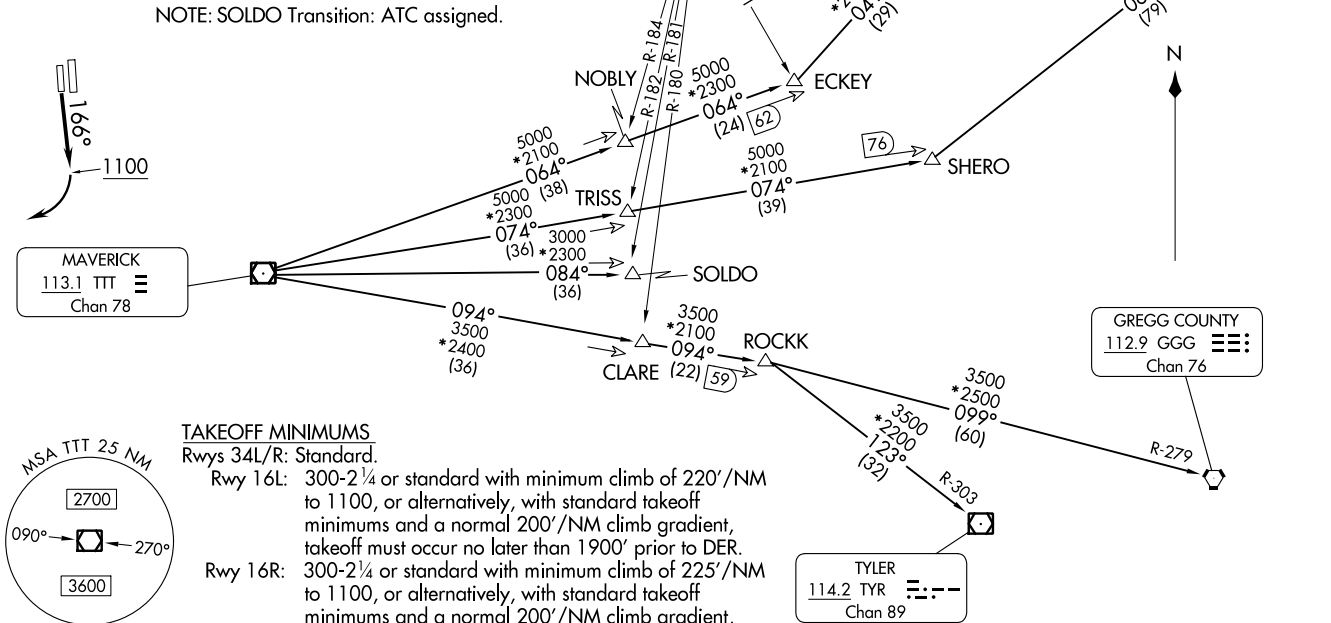 NOTE: SOLDO Transition: ATC assigned.
(29)
(79)
N
R-184
R-181
R-182
R-180
NOBLY
5000
*2300
064°
(24)
62
ECKEY
166°
1100
5000
*2100
064°
(38)
5000
*2100
074°
(39)
76
SHERO
TRISS
5000
*2300
074°
(36)
3000
*2300
084°
(36)
SOLDO
MAVERICK
113.1 TTT
Chan 78
094°
3500
*2400
(36)
CLARE
3500
*2100
094°
(22)
59
ROCKK
GREGG COUNTY
112.9 GGG
Chan 76
3500
*2500
099°
(60)
R-279
3500
*2200
123°
(32)
R-303
TYLER
114.2 TYR
Chan 89
MSA TTT 25 NM
2700
090°
270°
3600
TAKEOFF MINIMUMS
Rwys 34L/R: Standard.
Rwy 16L: 300-2¼ or standard with minimum climb of 220'/NM
to 1100, or alternatively, with standard takeoff
minimums and a normal 200'/NM climb gradient,
takeoff must occur no later than 1900' prior to DER.
Rwy 16R: 300-2¼ or standard with minimum climb of 225'/NM
to 1100, or alternatively, with standard takeoff
minimums and a normal 200'/NM climb gradient,